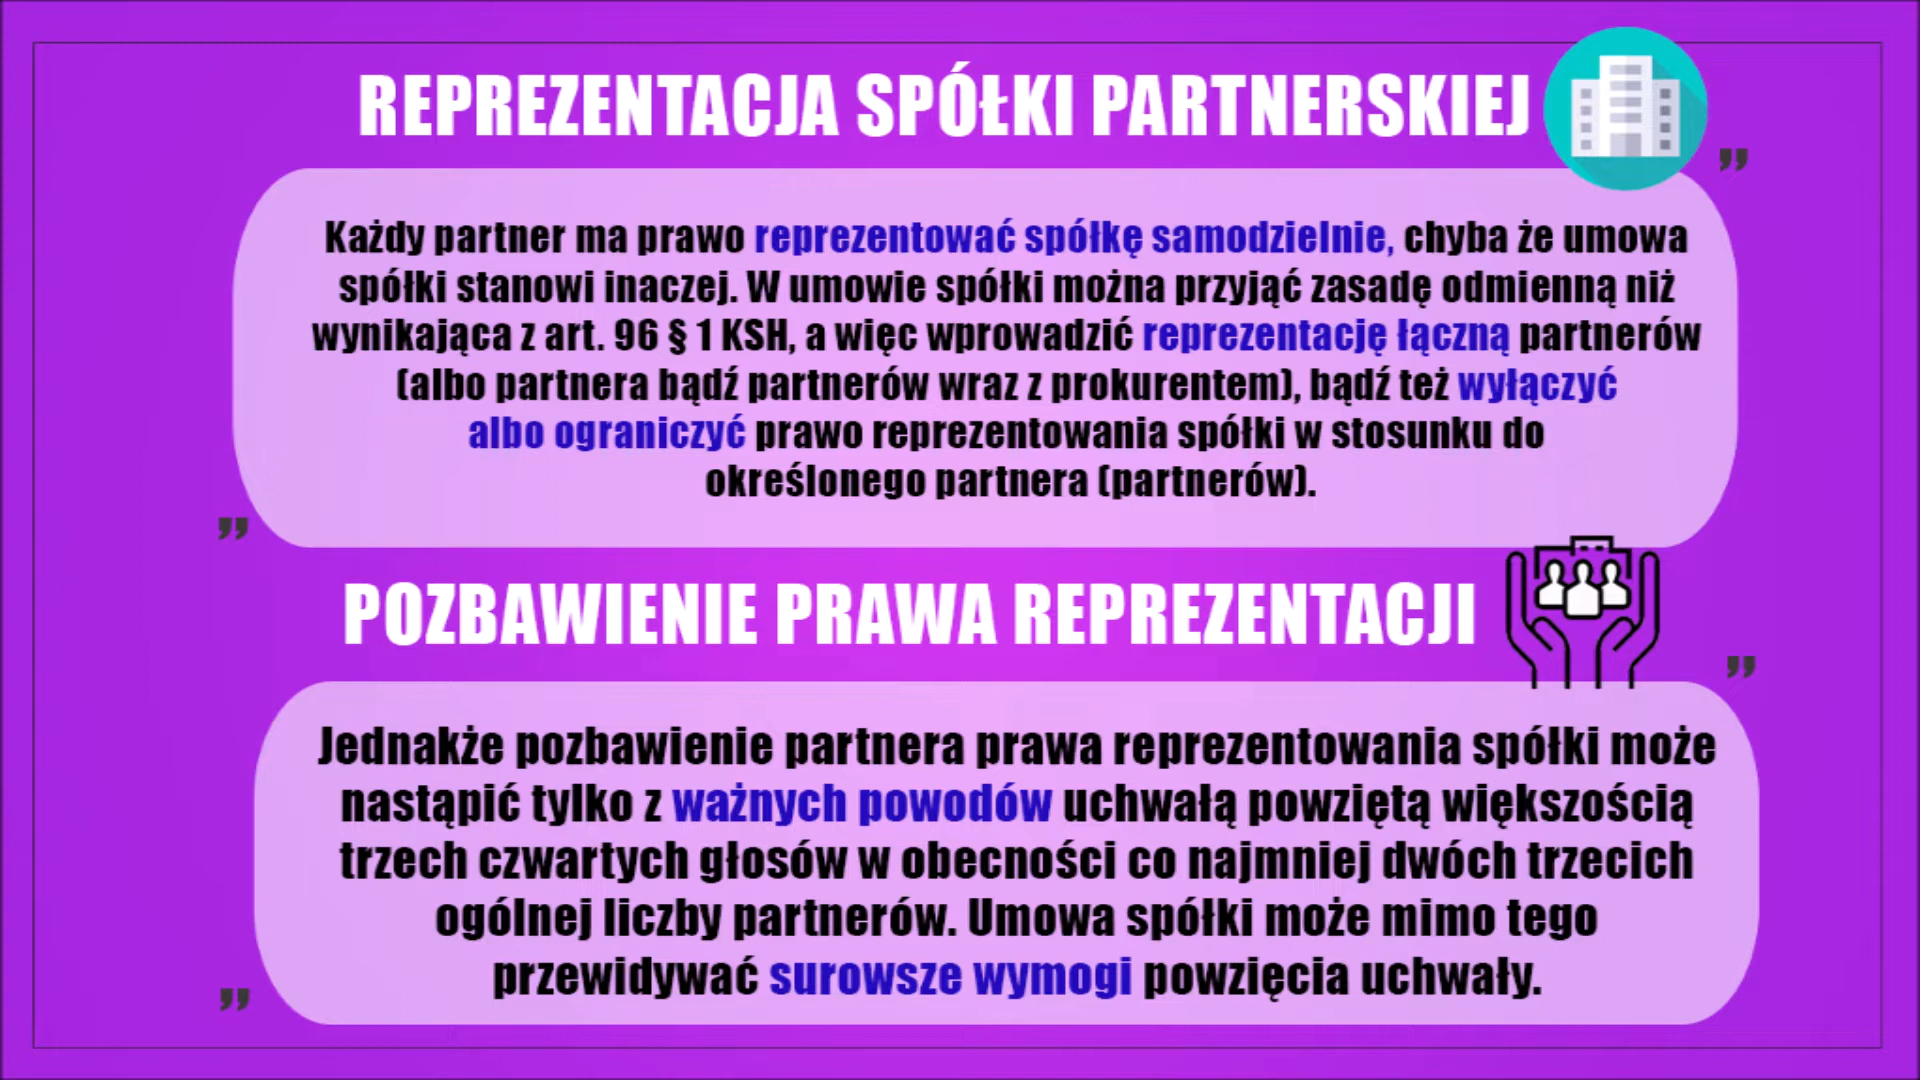 REPREZENTACJA SPÓŁKI PARTNERSKIEJ
”
Każdy partner ma prawo reprezentować spółkę samodzielnie, chyba że umowa
spółki stanowi inaczej. W umowie spółki można przyjąć zasadę odmienną niż
wynikająca z art. 96 § 1 KSH, a więc wprowadzić reprezentację łączną partnerów
(albo partnera bądź partnerów wraz z prokurentem), bądź też wyłączyć
albo ograniczyć prawo reprezentowania spółki w stosunku do
określonego partnera (partnerów).
”
POZBAWIENIE PRAWA REPREZENTACJI
”
Jednakże pozbawienie partnera prawa reprezentowania spółki może
nastąpić tylko z ważnych powodów uchwałą powziętą większością
trzech czwartych głosów w obecności co najmniej dwóch trzecich
ogólnej liczby partnerów. Umowa spółki może mimo tego
przewidywać surowsze wymogi powzięcia uchwały.
”